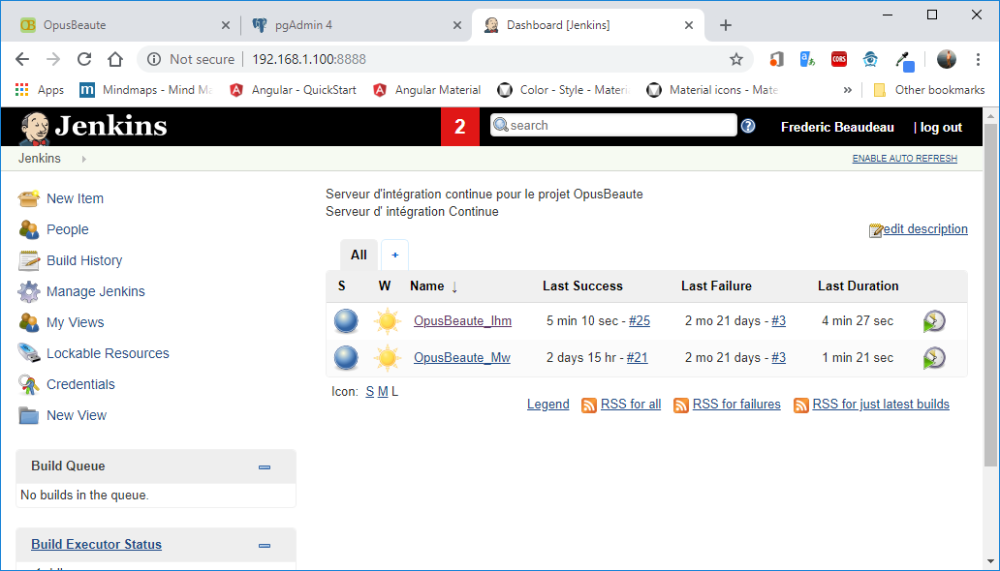 OpusBeaute
pgAdmin 4
Dashboard [Jenkins]
Not secure 192.168.1.100:8888
Apps
Mindmaps - Mind Ma
Angular - QuickStart
Angular Material
Color - Style - Materi
Material icons - Mate
»
Other bookmarks
CORS
Jenkins
2
search
Frederic Beaudeau
| log out
Jenkins
ENABLE AUTO REFRESH
New Item
People
Build History
Manage Jenkins
My Views
Lockable Resources
Credentials
New View
Build Queue
No builds in the queue.
Build Executor Status
Serveur d'intégration continue pour le projet OpusBeaute
Serveur d' intégration Continue
edit description
All +
S W Name ↓ Last Success Last Failure Last Duration
OpusBeaute_Ihm 5 min 10 sec - #25 2 mo 21 days - #3 4 min 27 sec
OpusBeaute_Mw 2 days 15 hr - #21 2 mo 21 days - #3 1 min 21 sec
Icon: S M L
Legend RSS for all RSS for failures RSS for just latest builds